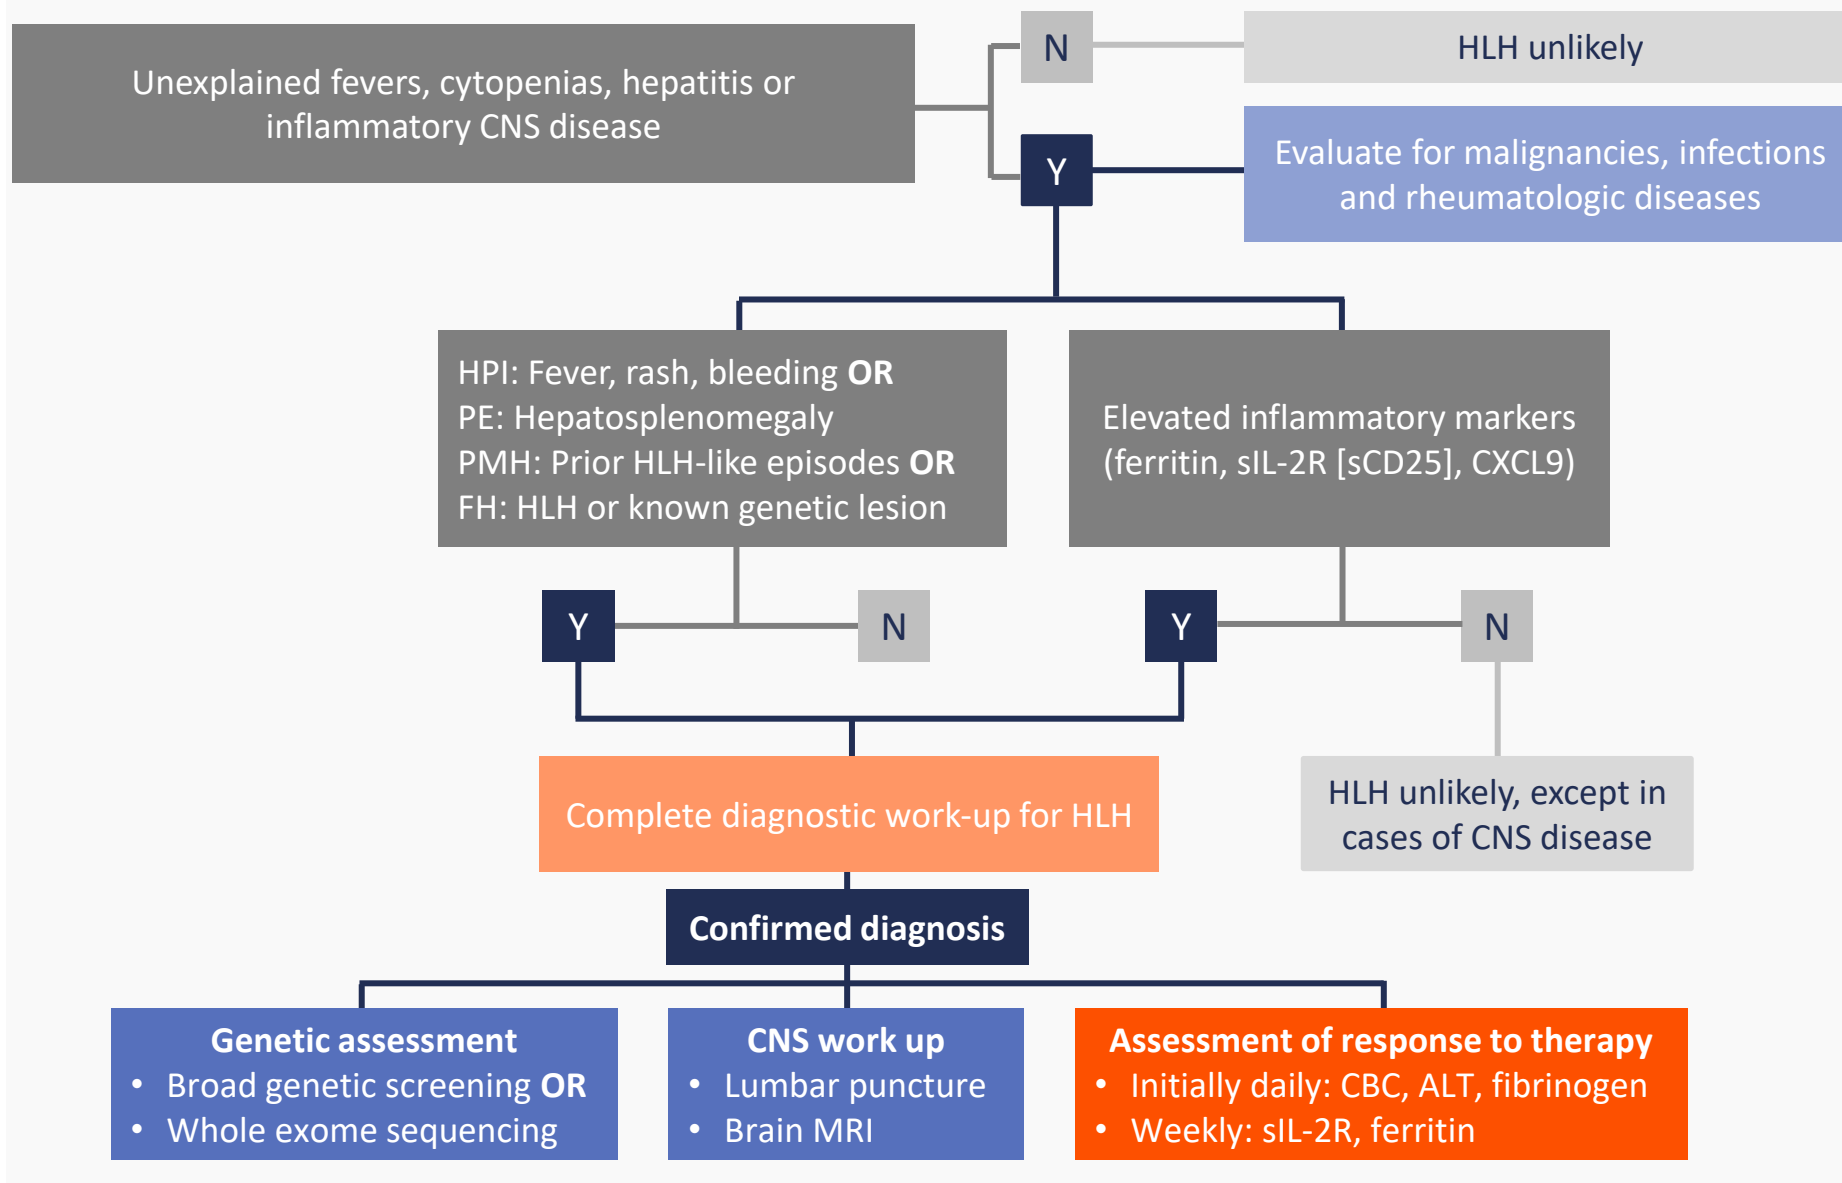 Unexplained fevers, cytopenias, hepatitis or
inflammatory CNS disease
N
HLH unlikely
Y
Evaluate for malignancies, infections
and rheumatologic diseases
HPI: Fever, rash, bleeding OR
PE: Hepatosplenomegaly
PMH: Prior HLH-like episodes OR
FH: HLH or known genetic lesion
Elevated inflammatory markers
(ferritin, sIL-2R [sCD25], CXCL9)
Y
N
Y
N
Complete diagnostic work-up for HLH
HLH unlikely, except in
cases of CNS disease
Confirmed diagnosis
Genetic assessment
• Broad genetic screening OR
• Whole exome sequencing
CNS work up
• Lumbar puncture
• Brain MRI
Assessment of response to therapy
• Initially daily: CBC, ALT, fibrinogen
• Weekly: sIL-2R, ferritin